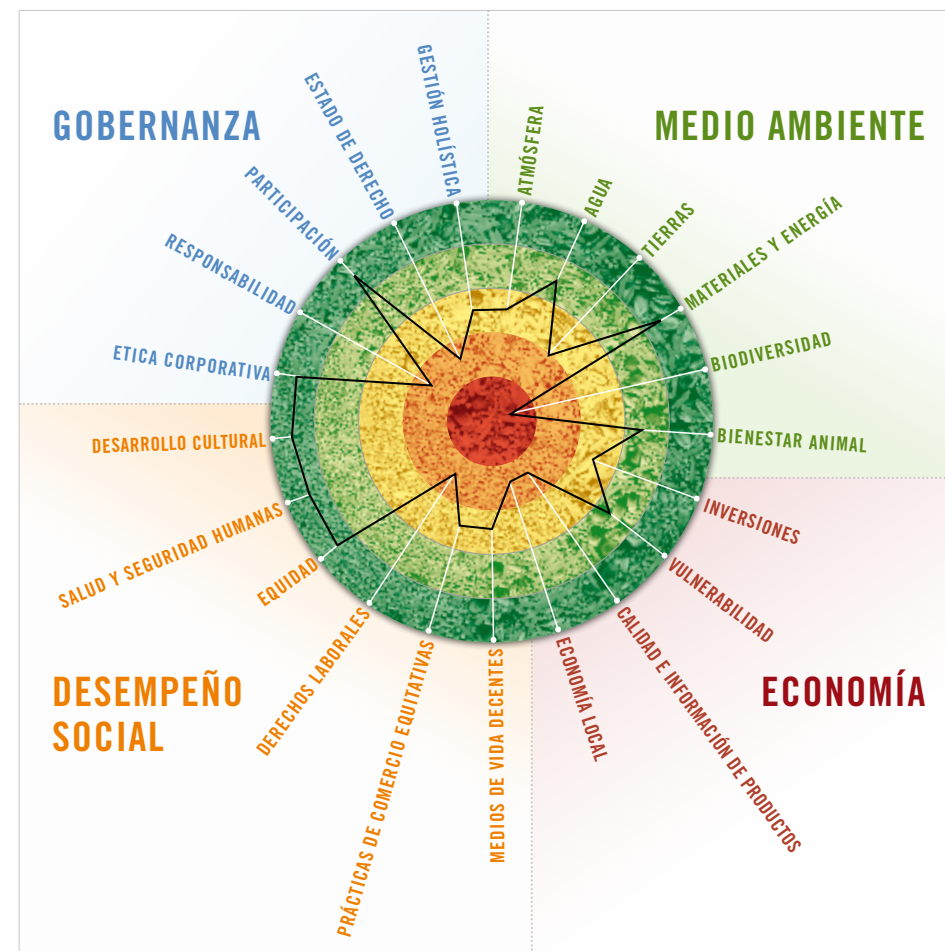 GOBERNANZA
MEDIO AMBIENTE
GESTIÓN HOLÍSTICA
ESTADO DE DERECHO
PARTICIPACIÓN
RESPONSABILIDAD
ETICA CORPORATIVA
ATMÓSFERA
AGUA
TIERRAS
MATERIALES Y ENERGÍA
BIODIVERSIDAD
BIENESTAR ANIMAL
DESARROLLO CULTURAL
SALUD Y SEGURIDAD HUMANAS
EQUIDAD
DERECHOS LABORALES
PRÁCTICAS DE COMERCIO EQUITATIVAS
MEDIOS DE VIDA DECENTES
INVERSIONES
VULNERABILIDAD
CALIDAD E INFORMACIÓN DE PRODUCTOS
ECONOMÍA LOCAL
DESEMPEÑO
SOCIAL
ECONOMÍA